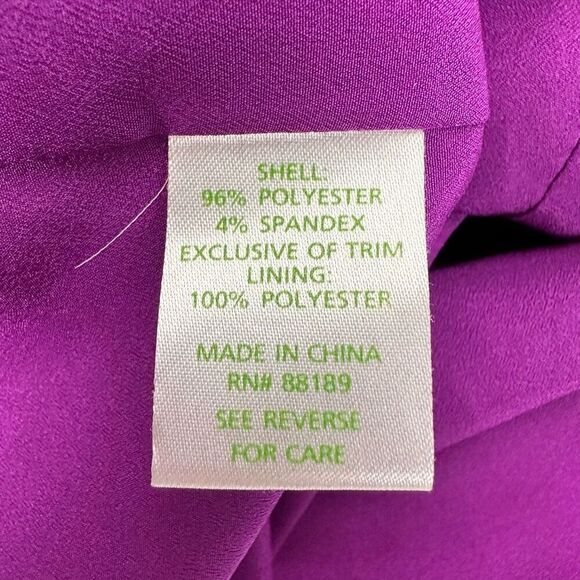 SHELL:
96% POLYESTER
4% SPANDEX
EXCLUSIVE OF TRIM
LINING:
100% POLYESTER
MADE IN CHINA
RN# 88189
SEE REVERSE
FOR CARE